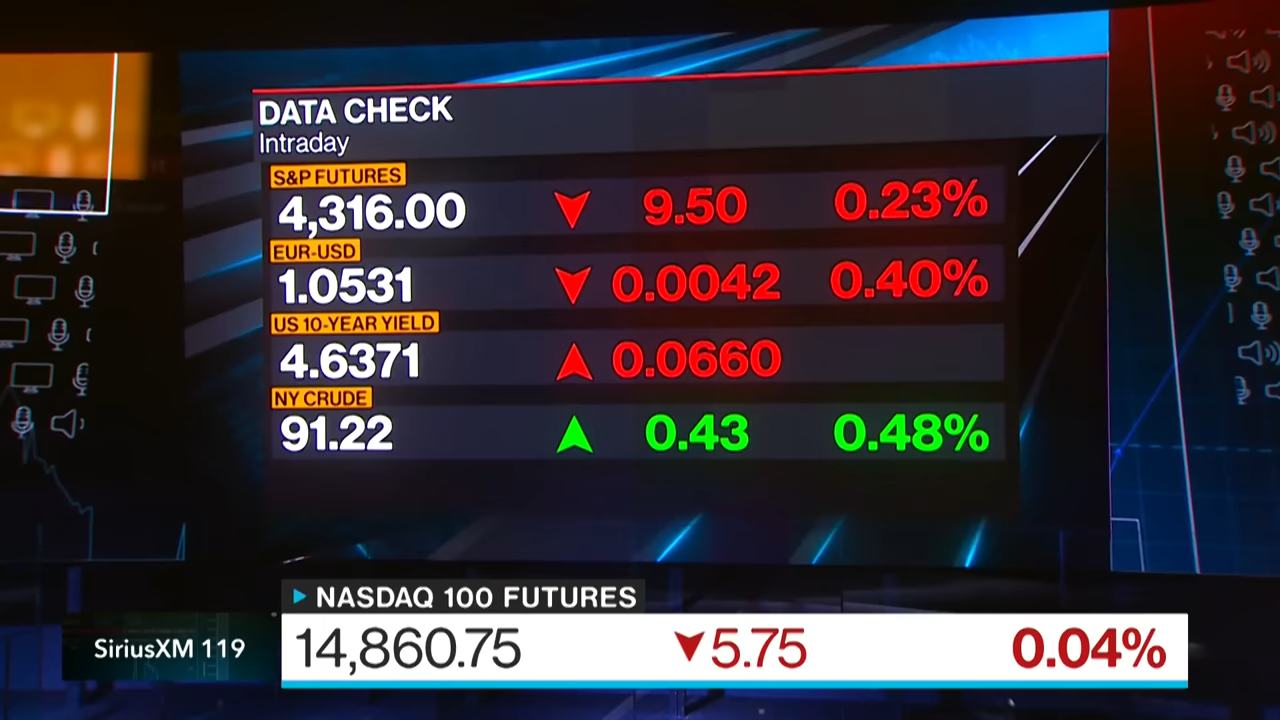 DATA CHECK
Intraday
S&P FUTURES
4,316.00 ▼ 9.50 0.23%
EUR-USD
1.0531 ▼ 0.0042 0.40%
US 10-YEAR YIELD
4.6371 ▲ 0.0660
NY CRUDE
91.22 ▲ 0.43 0.48%
NASDAQ 100 FUTURES
SiriusXM 119
14,860.75 ▼ 5.75 0.04%